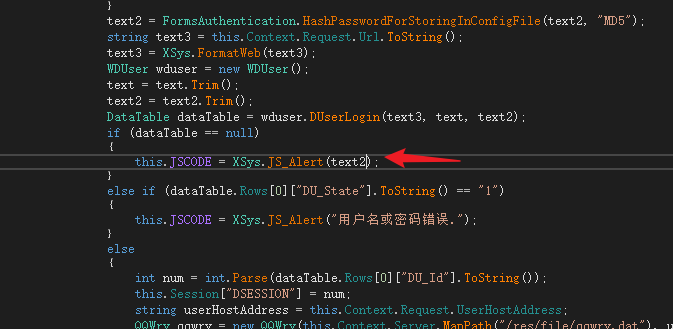 }
text2 = FormsAuthentication.HashPasswordForStoringInConfigFile(text2, "MD5");
string text3 = this.Context.Request.Url.ToString();
text3 = XSys.FormatWeb(text3);
WDUser wduser = new WDUser();
text = text.Trim();
text2 = text2.Trim();
DataTable dataTable = wduser.DUserLogin(text3, text, text2);
if (dataTable == null)
{
this.JSCODE = XSys.JS_Alert(text2);
}
else if (dataTable.Rows[0]["DU_State"].ToString() == "1")
{
this.JSCODE = XSys.JS_Alert("用户名或密码错误.");
}
else
{
int num = int.Parse(dataTable.Rows[0]["DU_Id"].ToString());
this.Session["DSESSION"] = num;
string userHostAddress = this.Context.Request.UserHostAddress;
QQWry qqwry = new QQWry(this.Context.Server.MapPath("/res/file/qqwry.dat"),